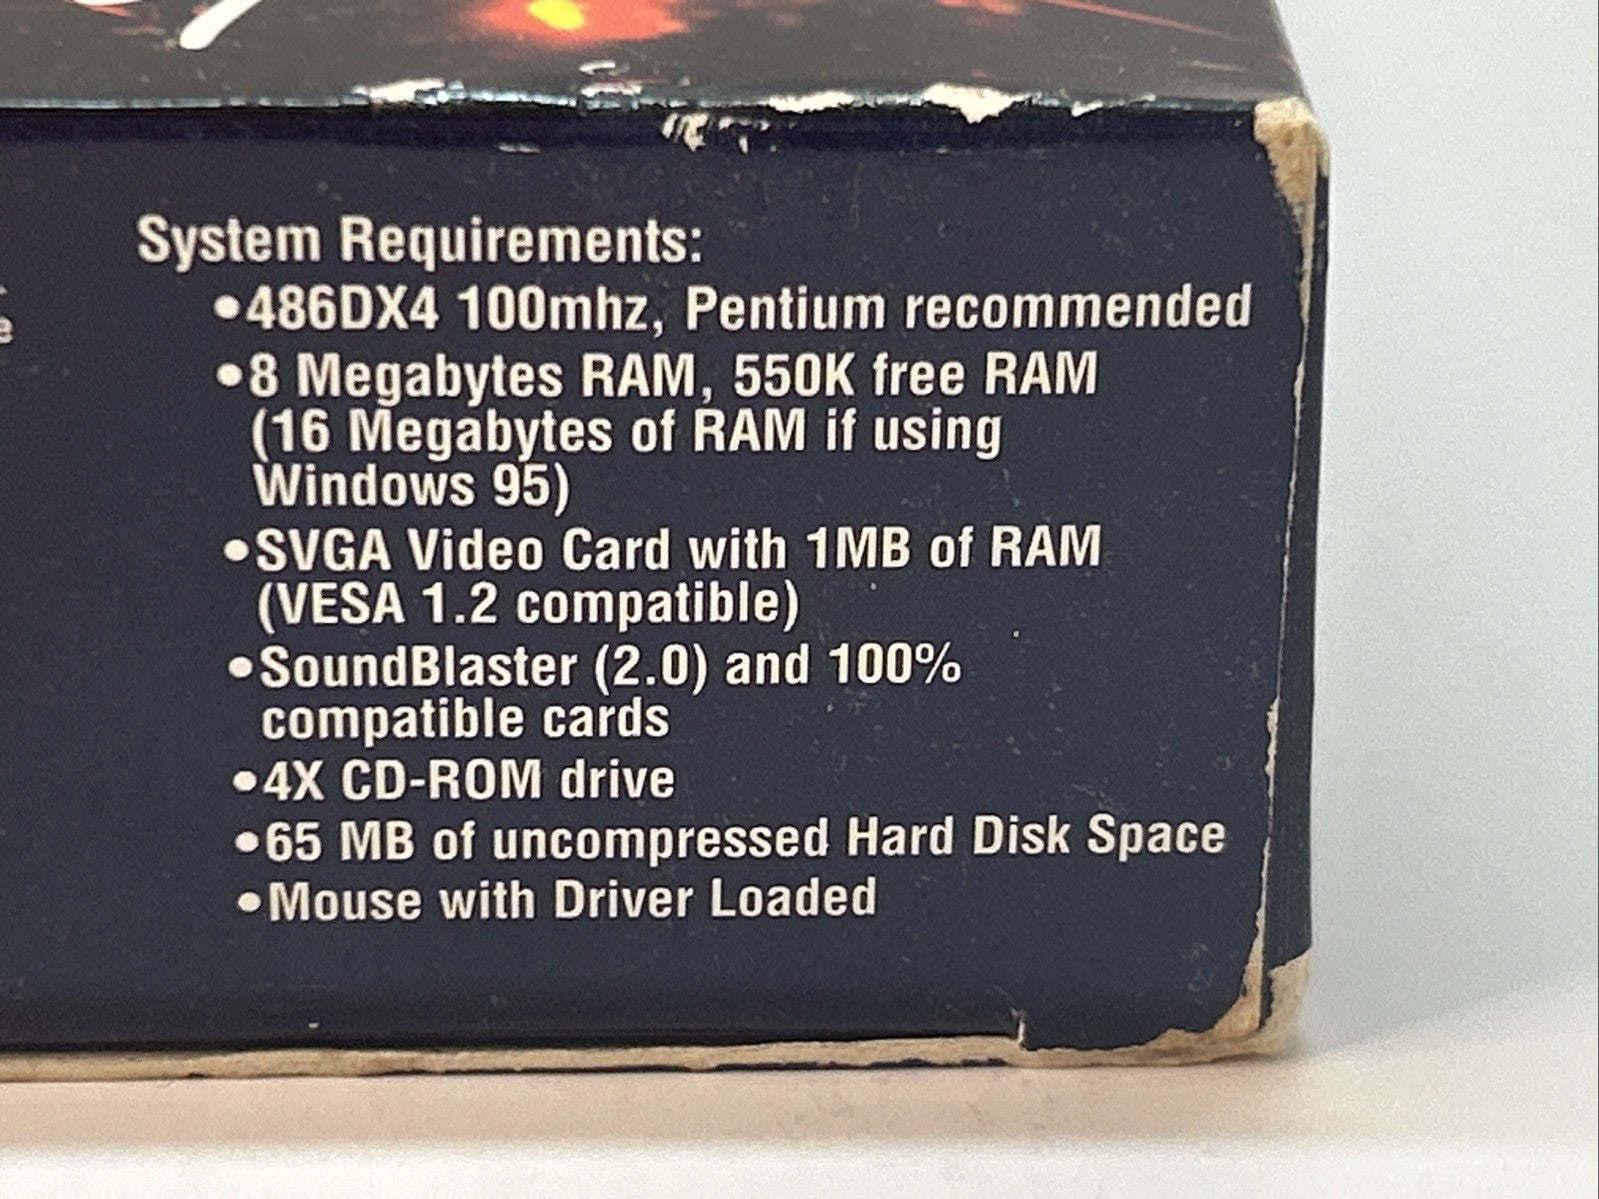 System Requirements:
•486DX4 100mhz, Pentium recommended
•8 Megabytes RAM, 550K free RAM
(16 Megabytes of RAM if using
Windows 95)
•SVGA Video Card with 1MB of RAM
(VESA 1.2 compatible)
•SoundBlaster (2.0) and 100%
compatible cards
•4X CD-ROM drive
•65 MB of uncompressed Hard Disk Space
•Mouse with Driver Loaded